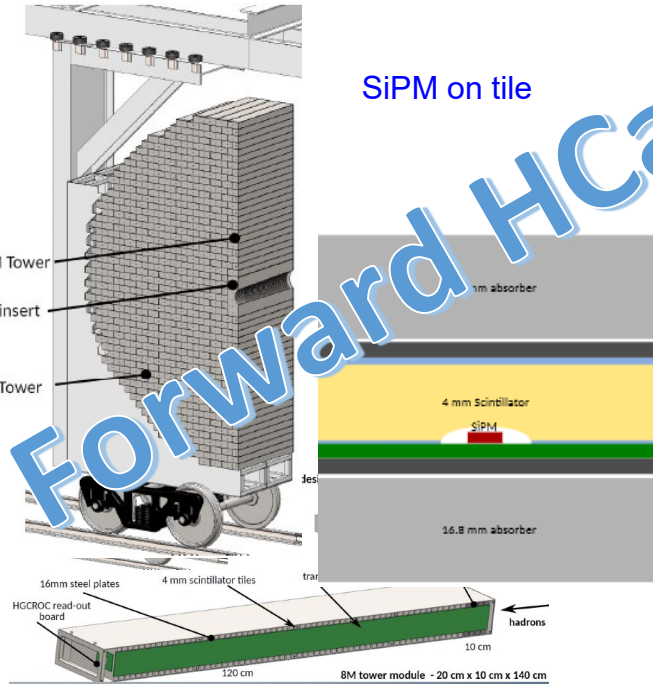 SiPM on tile
Forward HCa
Tower
insert
Tower
mm absorber
4 mm Scintillator
SiPM
16.8 mm absorber
16mm steel plates
4 mm scintillator tiles
HGCROC read-out
board
hadrons
10 cm
120 cm
8M tower module - 20 cm x 10 cm x 140 cm